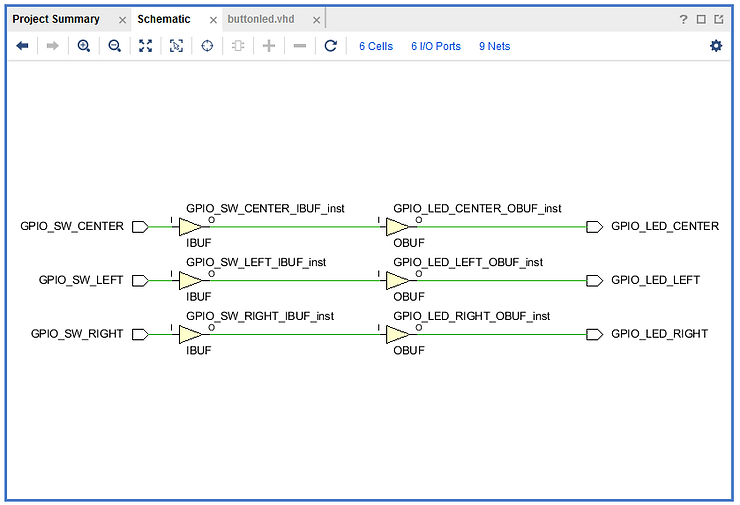 Project Summary × Schematic × buttonled.vhd ×
?
6 Cells 6 I/O Ports 9 Nets
GPIO_SW_CENTER_IBUF_inst GPIO_LED_CENTER_OBUF_inst
I O I O
GPIO_SW_CENTER GPIO_LED_CENTER
IBUF OBUF
GPIO_SW_LEFT_IBUF_inst GPIO_LED_LEFT_OBUF_inst
I O I O
GPIO_SW_LEFT GPIO_LED_LEFT
IBUF OBUF
GPIO_SW_RIGHT_IBUF_inst GPIO_LED_RIGHT_OBUF_inst
I O I O
GPIO_SW_RIGHT GPIO_LED_RIGHT
IBUF OBUF